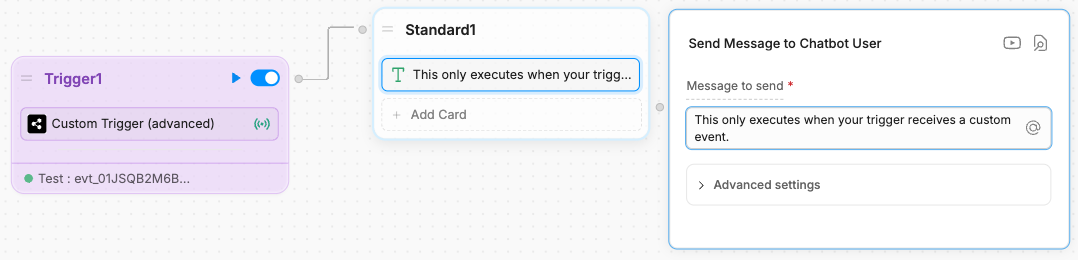 Trigger1
Custom Trigger (advanced)
Test : evt_01JSQB2M6B...
Standard1
This only executes when your trigg...
+ Add Card
Send Message to Chatbot User
Message to send *
This only executes when your trigger receives a custom
event.
Advanced settings